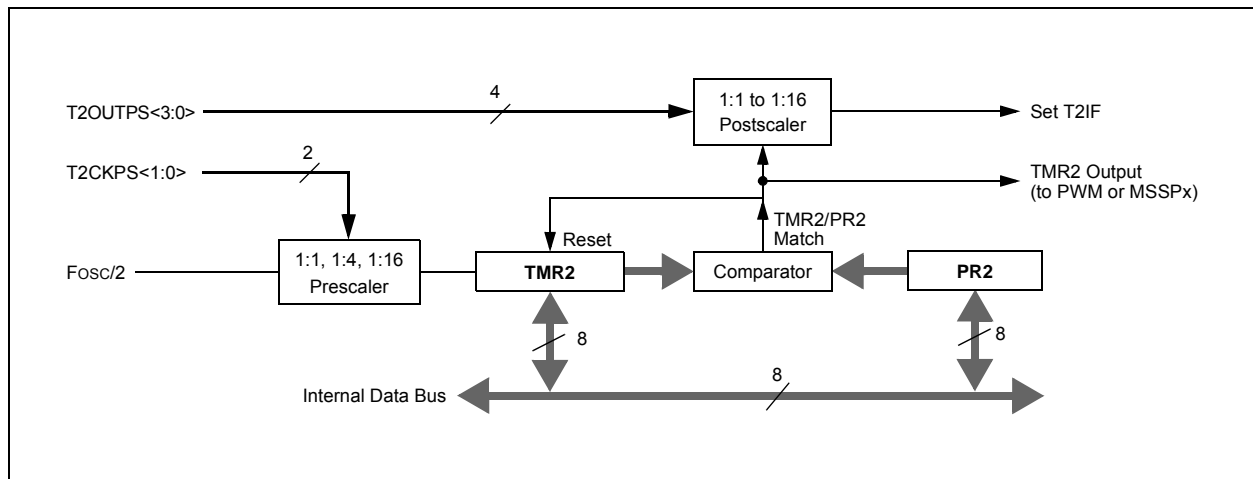 T2OUTPS<3:0>
4
1:1 to 1:16
Postscaler
Set T2IF
T2CKPS<1:0>
2
TMR2 Output
(to PWM or MSSPx)
TMR2/PR2
Match
Reset
FOSC/2
1:1, 1:4, 1:16
Prescaler
TMR2
Comparator
PR2
8
8
8
Internal Data Bus